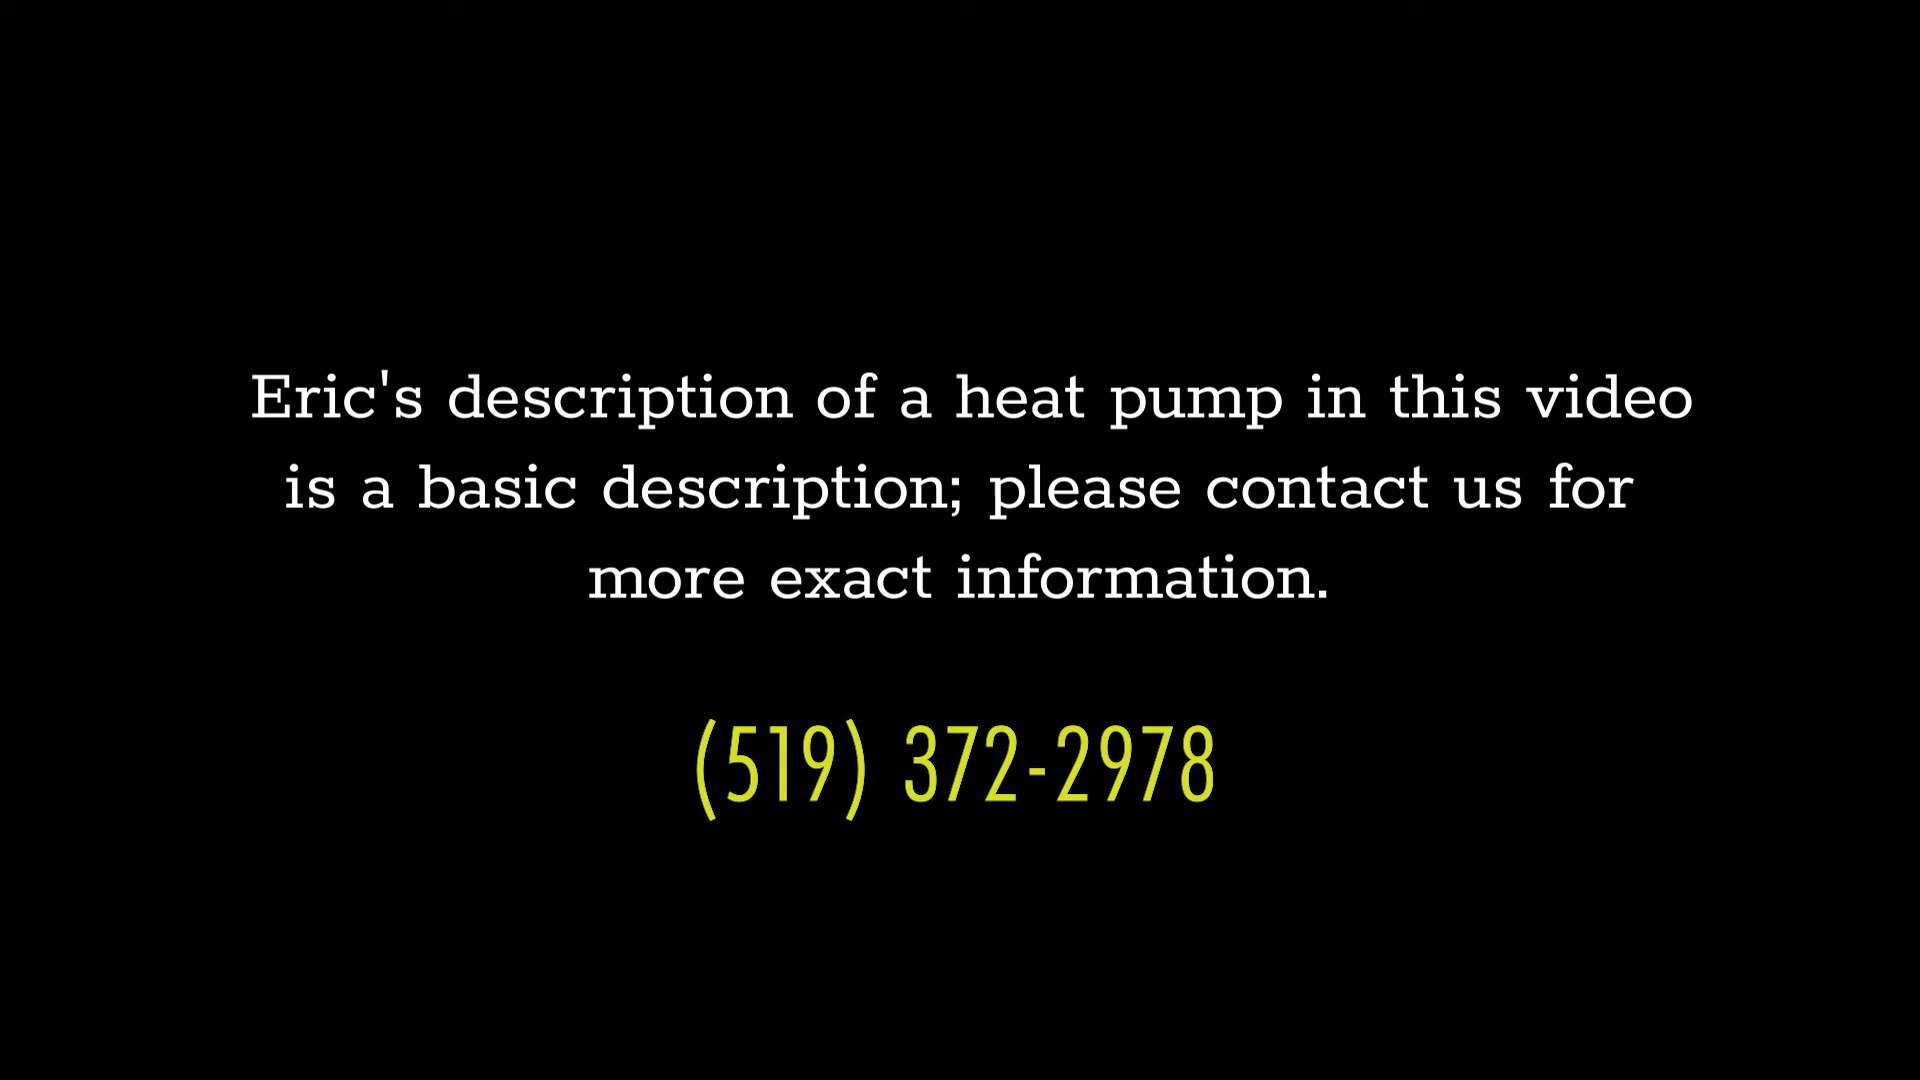 Eric's description of a heat pump in this video
is a basic description; please contact us for
more exact information.
(519) 372-2978